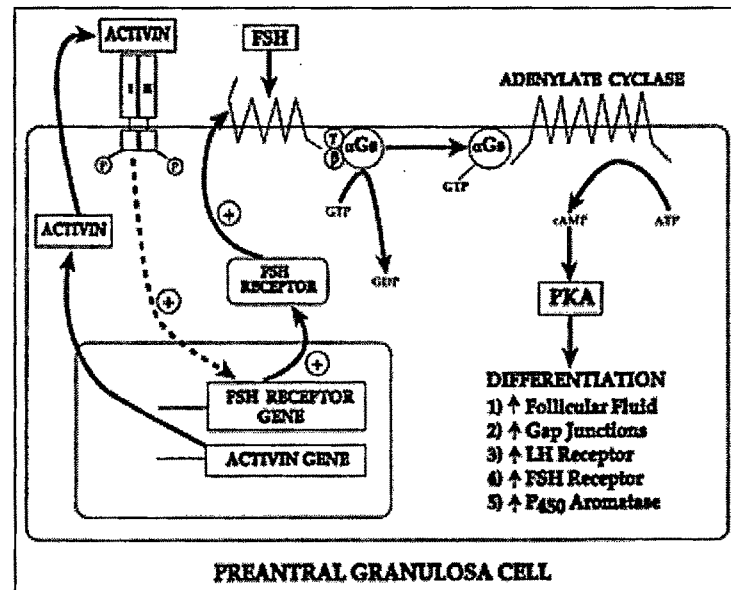 ACTIVIN
FSH
ADENYLATE CYCLASE
I II
γ
β
αGs
αGs
P P
GTP
GTP
cAMP
ATP
ACTIVIN
+
+
FSH
RECEPTOR
GDP
PKA
+
FSH RECEPTOR
GENE
ACTIVIN GENE
DIFFERENTIATION
1) ↑ Follicular Fluid
2) ↑ Gap Junctions
3) ↑ LH Receptor
4) ↑ FSH Receptor
5) ↑ P450 Aromatase
PREANTRAL GRANULOSA CELL